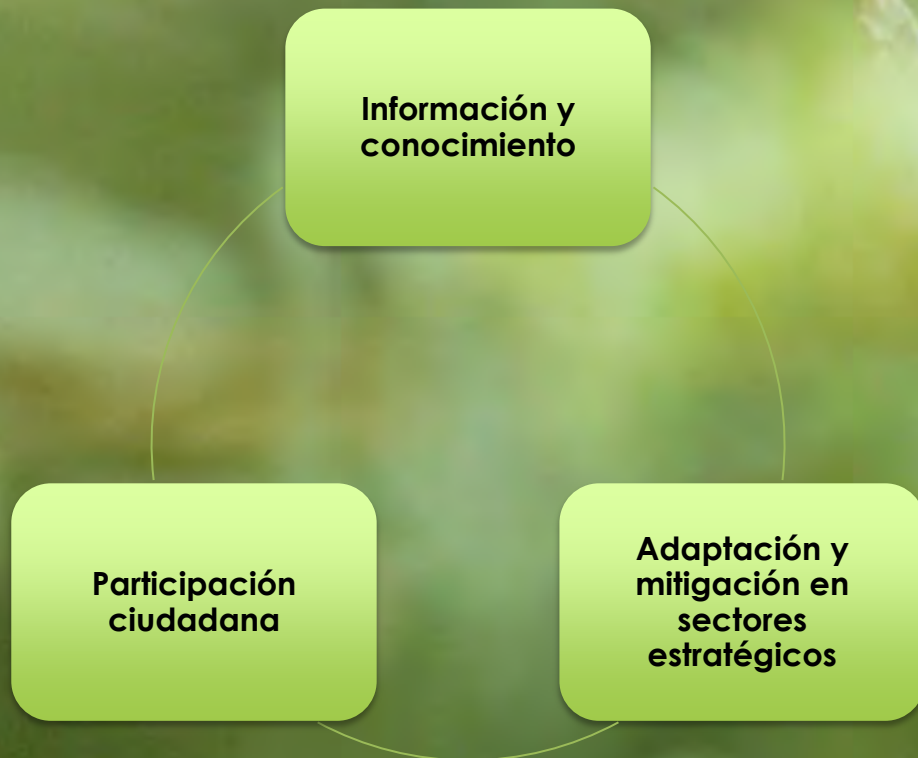 Información y
conocimiento
Participación
ciudadana
Adaptación y
mitigación en
sectores
estratégicos